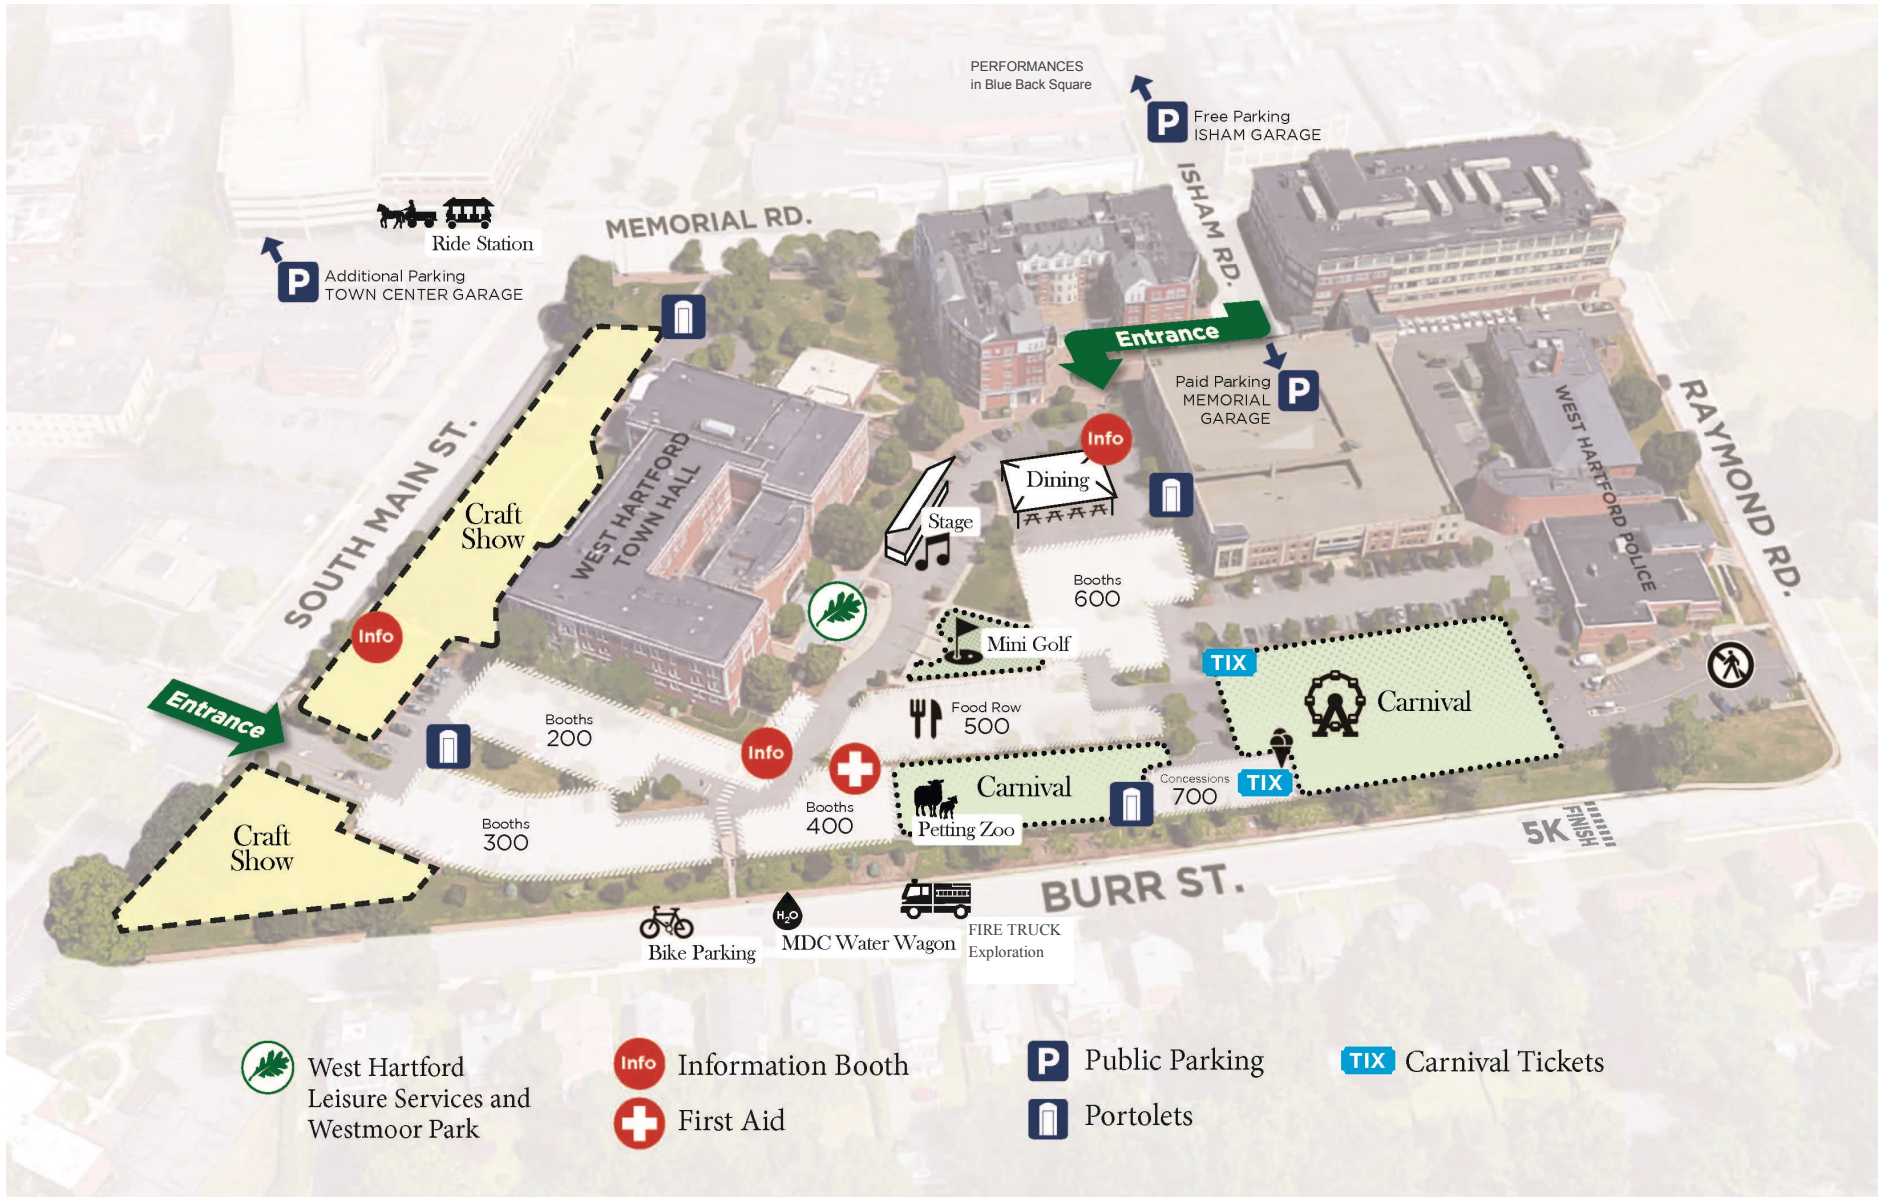 PERFORMANCES
in Blue Back Square
P
Free Parking
ISHAM GARAGE
ISHAM RD.
MEMORIAL RD.
Ride Station
P
Additional Parking
TOWN CENTER GARAGE
Entrance
Paid Parking
MEMORIAL
GARAGE
P
WEST HARTFORD POLICE
RAYMOND RD.
SOUTH MAIN ST.
Craft
Show
WEST HARTFORD
TOWN HALL
Info
Dining
Stage
Booths
600
Mini Golf
Info
TIX
Carnival
Entrance
Booths
200
Info
Food Row
500
Carnival
Petting Zoo
Concessions
700
TIX
Booths
400
Booths
300
Craft
Show
5K
FINISH
BURR ST.
H2O
Bike Parking
MDC Water Wagon
FIRE TRUCK
Exploration
West Hartford
Leisure Services and
Westmoor Park
Info
Information Booth
First Aid
P
Public Parking
Portolets
TIX
Carnival Tickets